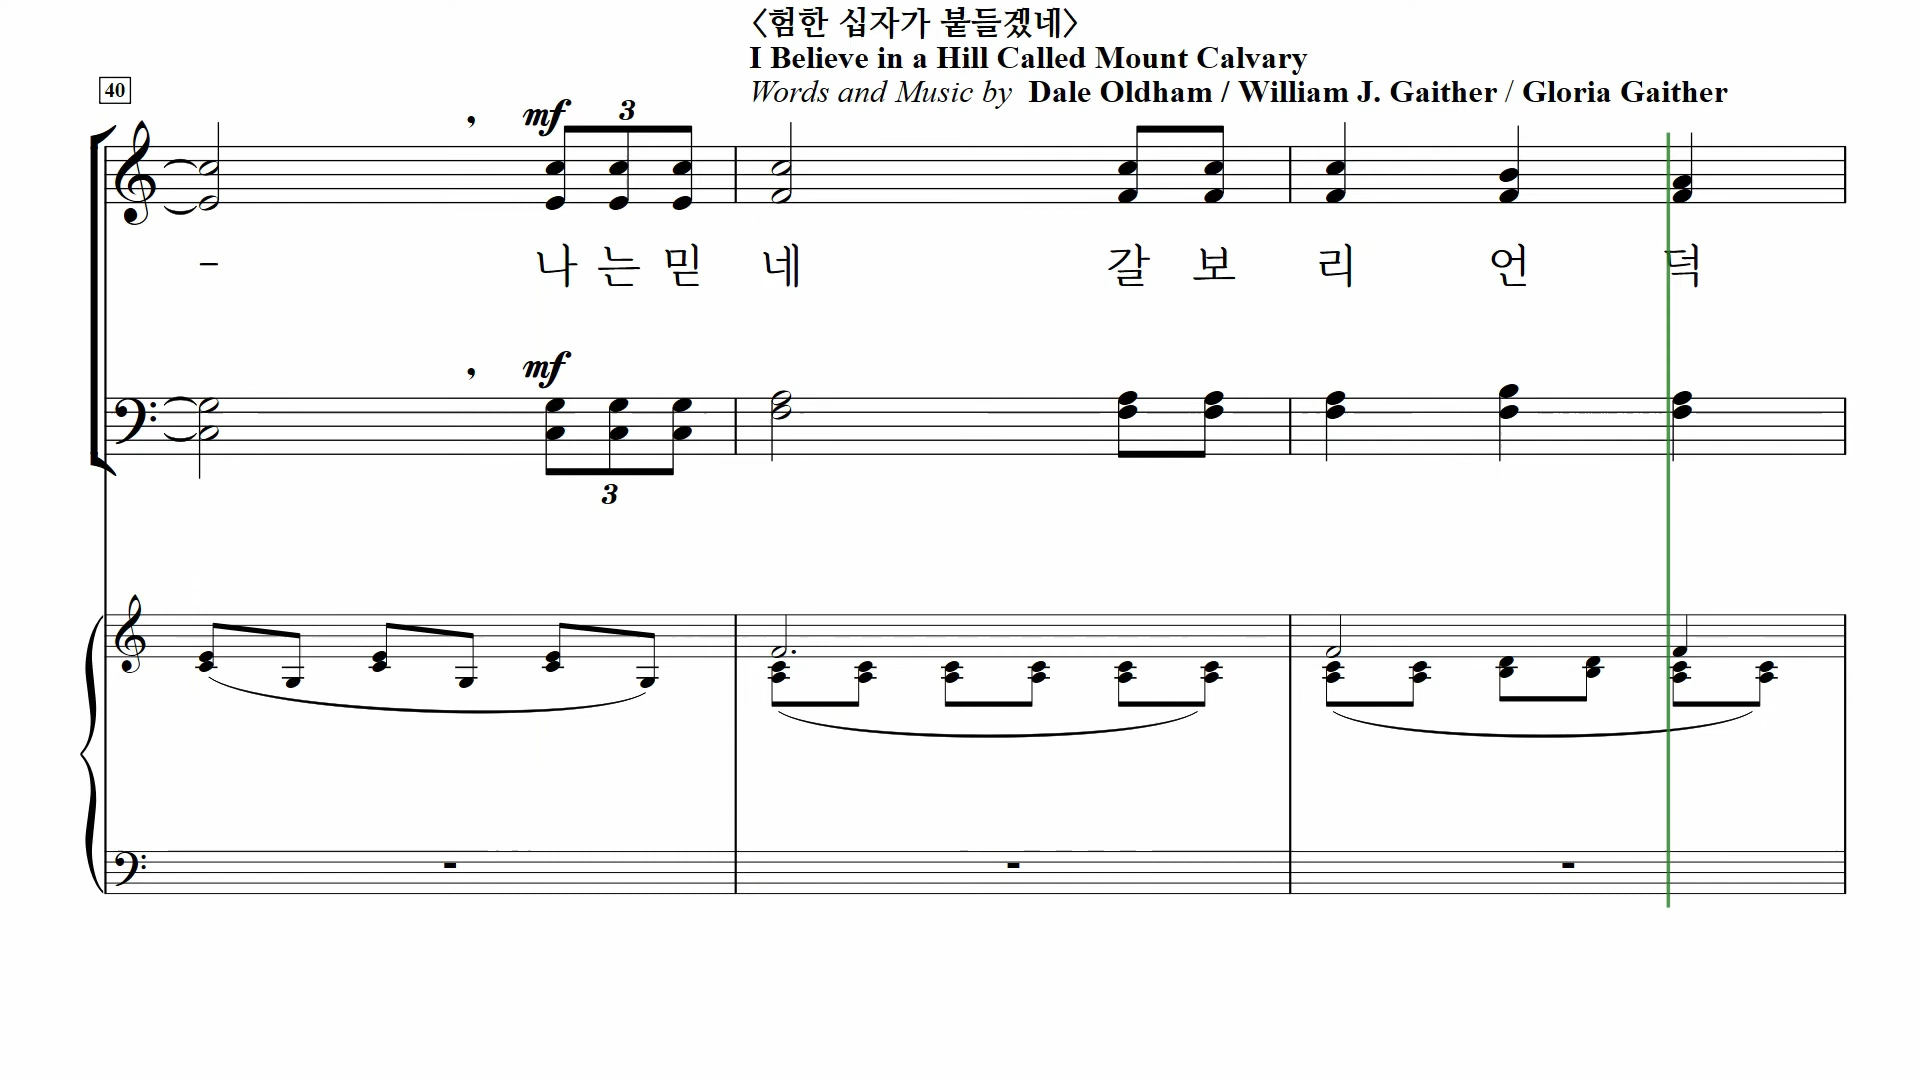 〈험한 십자가 붙들겠네〉
I Believe in a Hill Called Mount Calvary
Words and Music by Dale Oldham / William J. Gaither / Gloria Gaither
40
mf 3
- 나 는 믿 네 갈 보 리 언 덕
mf
3